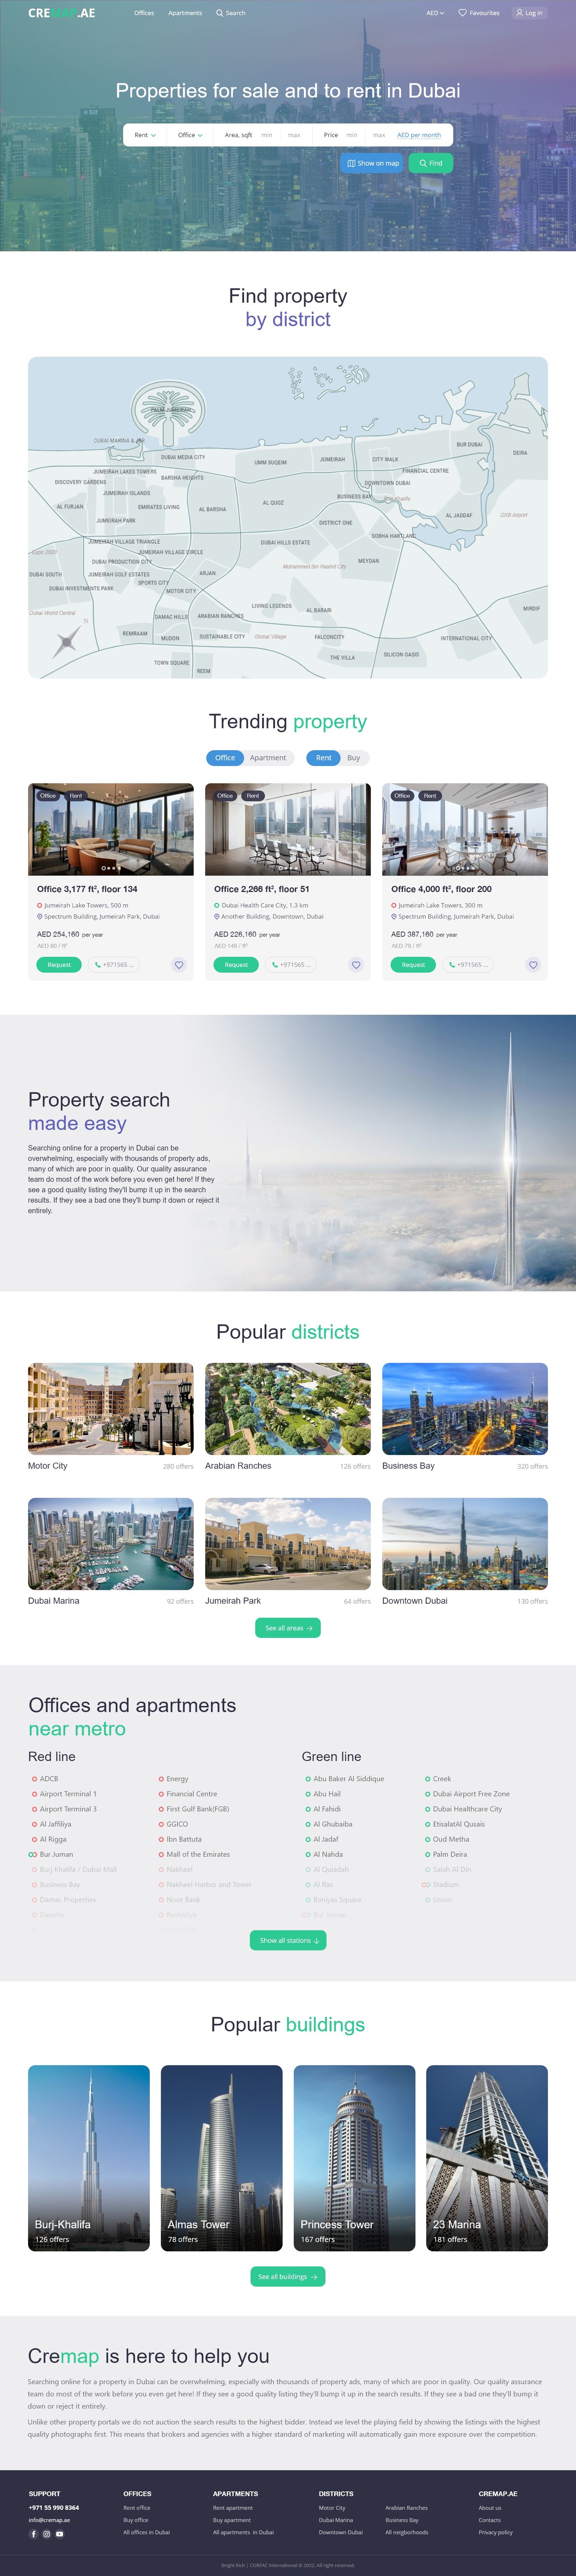 CREMAP.AE
Offices Apartments Search AED Favourites Log in
Properties for sale and to rent in Dubai
Rent Office Area, sqft min max Price min max AED per month
Show on map Find
Find property
by district
PALM JUMEIRAH
DUBAI MARINA & JBR
BUR DUBAI
DEIRA
DUBAI MEDIA CITY
UMM SUQEIM
JUMEIRAH
CITY WALK
JUMEIRAH LAKES TOWERS
FINANCIAL CENTRE
BARSHA HEIGHTS
DISCOVERY GARDENS
DOWNTOWN DUBAI
JUMEIRAH ISLANDS
BUSINESS BAY
Burj Khalifa
AL FURJAN
EMIRATES LIVING
AL BARSHA
AL QUOZ
AL JADDAF
DXB Airport
JUMEIRAH PARK
DISTRICT ONE
SOBHA HARTLAND
JUMEIRAH VILLAGE TRIANGLE
DUBAI HILLS ESTATE
Expo 2020
JUMEIRAH VILLAGE CIRCLE
DUBAI PRODUCTION CITY
MEYDAN
Mohammed Bin Rashid City
DUBAI SOUTH
JUMEIRAH GOLF ESTATES
ARJAN
SPORTS CITY
DUBAI INVESTMENTS PARK
MOTOR CITY
LIVING LEGENDS
AL BARARI
MIRDIF
Dubai World Central
DAMAC HILLS
ARABIAN RANCHES
N
REMRAAM
MUDON
SUSTAINABLE CITY
Global Village
FALCONCITY
INTERNATIONAL CITY
THE VILLA
SILICON OASIS
TOWN SQUARE
REEM
Trending property
Office Apartment Rent Buy
Office Rent
Office 3,177 ft², floor 134
Jumeirah Lake Towers, 500 m
Spectrum Building, Jumeirah Park, Dubai
AED 254,160 per year
AED 80 / ft²
Request +971565 ...
Office Rent
Office 2,266 ft², floor 51
Dubai Health Care City, 1.3 km
Another Building, Downtown, Dubai
AED 226,160 per year
AED 146 / ft²
Request +971565 ...
Office Rent
Office 4,000 ft², floor 200
Jumeirah Lake Towers, 300 m
Spectrum Building, Jumeirah Park, Dubai
AED 387,160 per year
AED 78 / ft²
Request +971565 ...
Property search
made easy
Searching online for a property in Dubai can be
overwhelming, especially with thousands of property ads,
many of which are poor in quality. Our quality assurance
team do most of the work before you even get here! If they
see a good quality listing they'll bump it up in the search
results. If they see a bad one they'll bump it down or reject it
entirely.
Popular districts
Motor City 280 offers
Arabian Ranches 126 offers
Business Bay 320 offers
Dubai Marina 92 offers
Jumeirah Park 64 offers
Downtown Dubai 130 offers
See all areas
Offices and apartments
near metro
Red line
ADCB
Airport Terminal 1
Airport Terminal 3
Al Jaffiliya
Al Rigga
Bur Juman
Burj Khalifa / Dubai Mall
Business Bay
Damac Properties
Danube
Energy
Financial Centre
First Gulf Bank(FGB)
GGICO
Ibn Battuta
Mall of the Emirates
Nakheel
Nakheel Harbor and Tower
Noor Bank
Rashidiya
Green line
Abu Baker Al Siddique
Abu Hail
Al Fahidi
Al Ghubaiba
Al Jadaf
Al Nahda
Al Qusadah
Al Ras
Baniyas Square
Bur Juman
Creek
Dubai Airport Free Zone
Dubai Healthcare City
EtisalatAl Qusais
Oud Metha
Palm Deira
Salah Al Din
Stadium
Union
Show all stations
Popular buildings
Burj-Khalifa
126 offers
Almas Tower
78 offers
Princess Tower
167 offers
23 Marina
181 offers
See all buildings
Cremap is here to help you
Searching online for a property in Dubai can be overwhelming, especially with thousands of property ads, many of which are poor in quality. Our quality assurance
team do most of the work before you even get here! If they see a good quality listing they'll bump it up in the search results. If they see a bad one they'll bump it
down or reject it entirely.
Unlike other property portals we do not auction the search results to the highest bidder. Instead we level the playing field by showing the listings with the highest
quality photographs first. This means that brokers and agencies with a higher standard of marketing will automatically gain more exposure over the competition.
SUPPORT
+971 55 990 8364
info@cremap.ae
OFFICES
Rent office
Buy office
All offices in Dubai
APARTMENTS
Rent apartment
Buy apartment
All apartments in Dubai
DISTRICTS
Motor City
Dubai Marina
Downtown Dubai
Arabian Ranches
Business Bay
All neigborhoods
CREMAP.AE
About us
Contacts
Privacy policy
Bright Rich | CORFAC International © 2022. All right reserved.